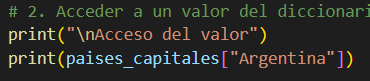 # 2. Acceder a un valor del diccionari
print("\nAcceso del valor")
print(paises_capitales["Argentina"])